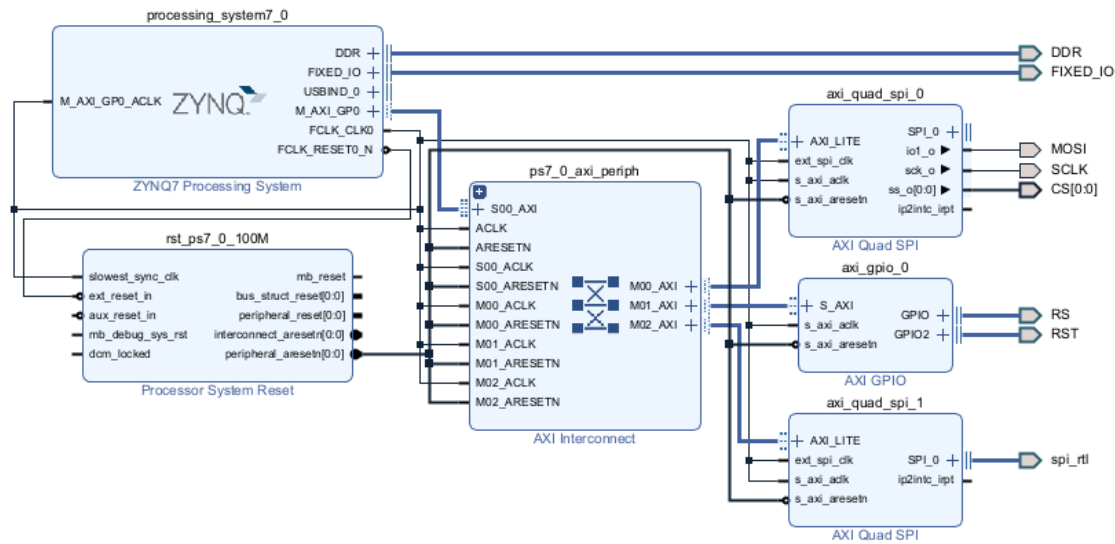 processing_system7_0
DDR
FIXED_IO
USBIND_0
M_AXI_GP0_ACLK
ZYNQ
M_AXI_GP0
FCLK_CLK0
FCLK_RESET0_N
ZYNQ7 Processing System
DDR
FIXED_IO
rst_ps7_0_100M
slowest_sync_clk
ext_reset_in
aux_reset_in
mb_debug_sys_rst
dcm_locked
mb_reset
bus_struct_reset[0:0]
peripheral_reset[0:0]
interconnect_aresetn[0:0]
peripheral_aresetn[0:0]
Processor System Reset
ps7_0_axi_periph
S00_AXI
ACLK
ARESETN
S00_ACLK
S00_ARESETN
M00_ACLK
M00_ARESETN
M01_ACLK
M01_ARESETN
M02_ACLK
M02_ARESETN
M00_AXI
M01_AXI
M02_AXI
AXI Interconnect
axi_quad_spi_0
AXI_LITE
ext_spi_clk
s_axi_aclk
s_axi_aresetn
SPI_0
io1_o
sck_o
ss_o[0:0]
ip2intc_irpt
AXI Quad SPI
MOSI
SCLK
CS[0:0]
axi_gpio_0
S_AXI
s_axi_aclk
s_axi_aresetn
GPIO
GPIO2
AXI GPIO
RS
RST
axi_quad_spi_1
AXI_LITE
ext_spi_clk
s_axi_aclk
s_axi_aresetn
SPI_0
ip2intc_irpt
AXI Quad SPI
spi_rtl